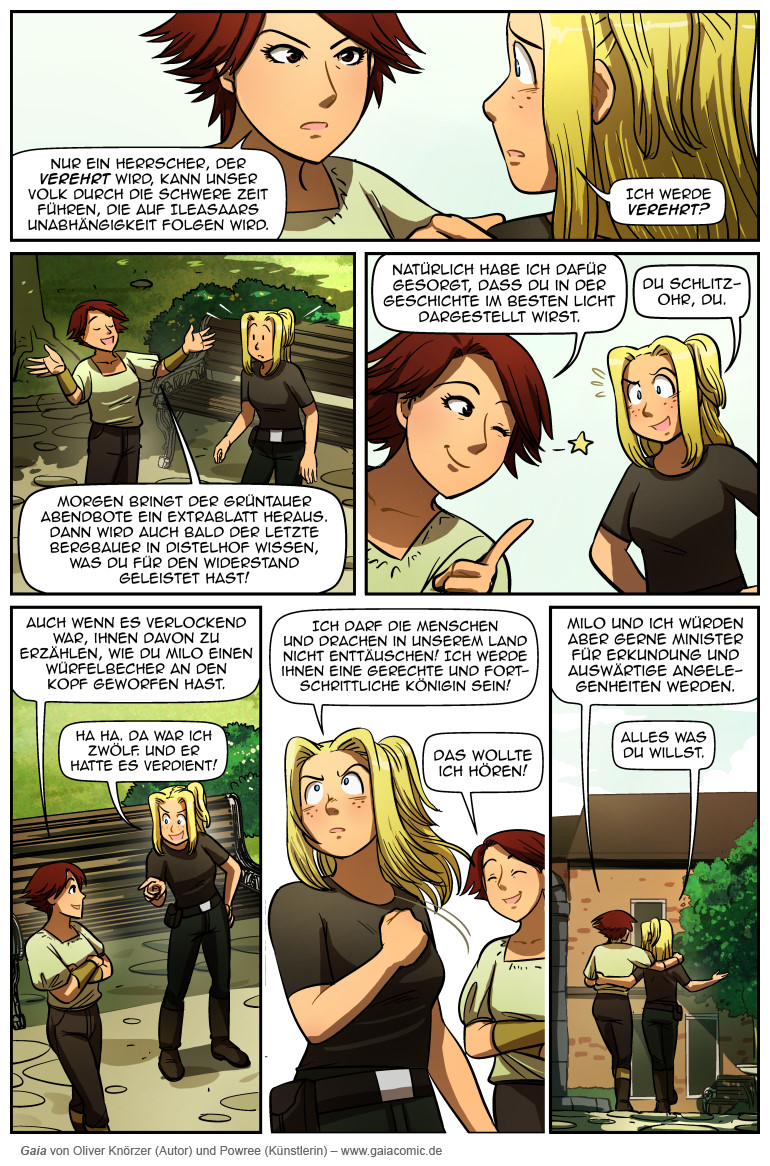 NUR EIN HERRSCHER, DER
VEREHRT WIRD, KANN UNSER
VOLK DURCH DIE SCHWERE ZEIT
FÜHREN, DIE AUF ILEASAARS
UNABHÄNGIGKEIT FOLGEN WIRD.
ICH WERDE
VEREHRT?
MORGEN BRINGT DER GRÜNTAUER
ABENDBOTE EIN EXTRABLATT HERAUS.
DANN WIRD AUCH BALD DER LETZTE
BERGBAUER IN DISTELHOF WISSEN,
WAS DU FÜR DEN WIDERSTAND
GELEISTET HAST!
NATÜRLICH HABE ICH DAFÜR
GESORGT, DASS DU IN DER
GESCHICHTE IM BESTEN LICHT
DARGESTELLT WIRST.
DU SCHLITZ-
OHR, DU.
AUCH WENN ES VERLOCKEND
WAR, IHNEN DAVON ZU
ERZÄHLEN, WIE DU MILO EINEN
WÜRFELBECHER AN DEN
KOPF GEWORFEN HAST.
HA HA. DA WAR ICH
ZWÖLF. UND ER
HATTE ES VERDIENT!
ICH DARF DIE MENSCHEN
UND DRACHEN IN UNSEREM LAND
NICHT ENTTÄUSCHEN! ICH WERDE
IHNEN EINE GERECHTE UND FORT-
SCHRITTLICHE KÖNIGIN SEIN!
DAS WOLLTE
ICH HÖREN!
MILO UND ICH WÜRDEN
ABER GERNE MINISTER
FÜR ERKUNDUNG UND
AUSWÄRTIGE ANGELE-
GENHEITEN WERDEN.
ALLES WAS
DU WILLST.
Gaia von Oliver Knörzer (Autor) und Powree (Künstlerin) – www.gaiacomic.de